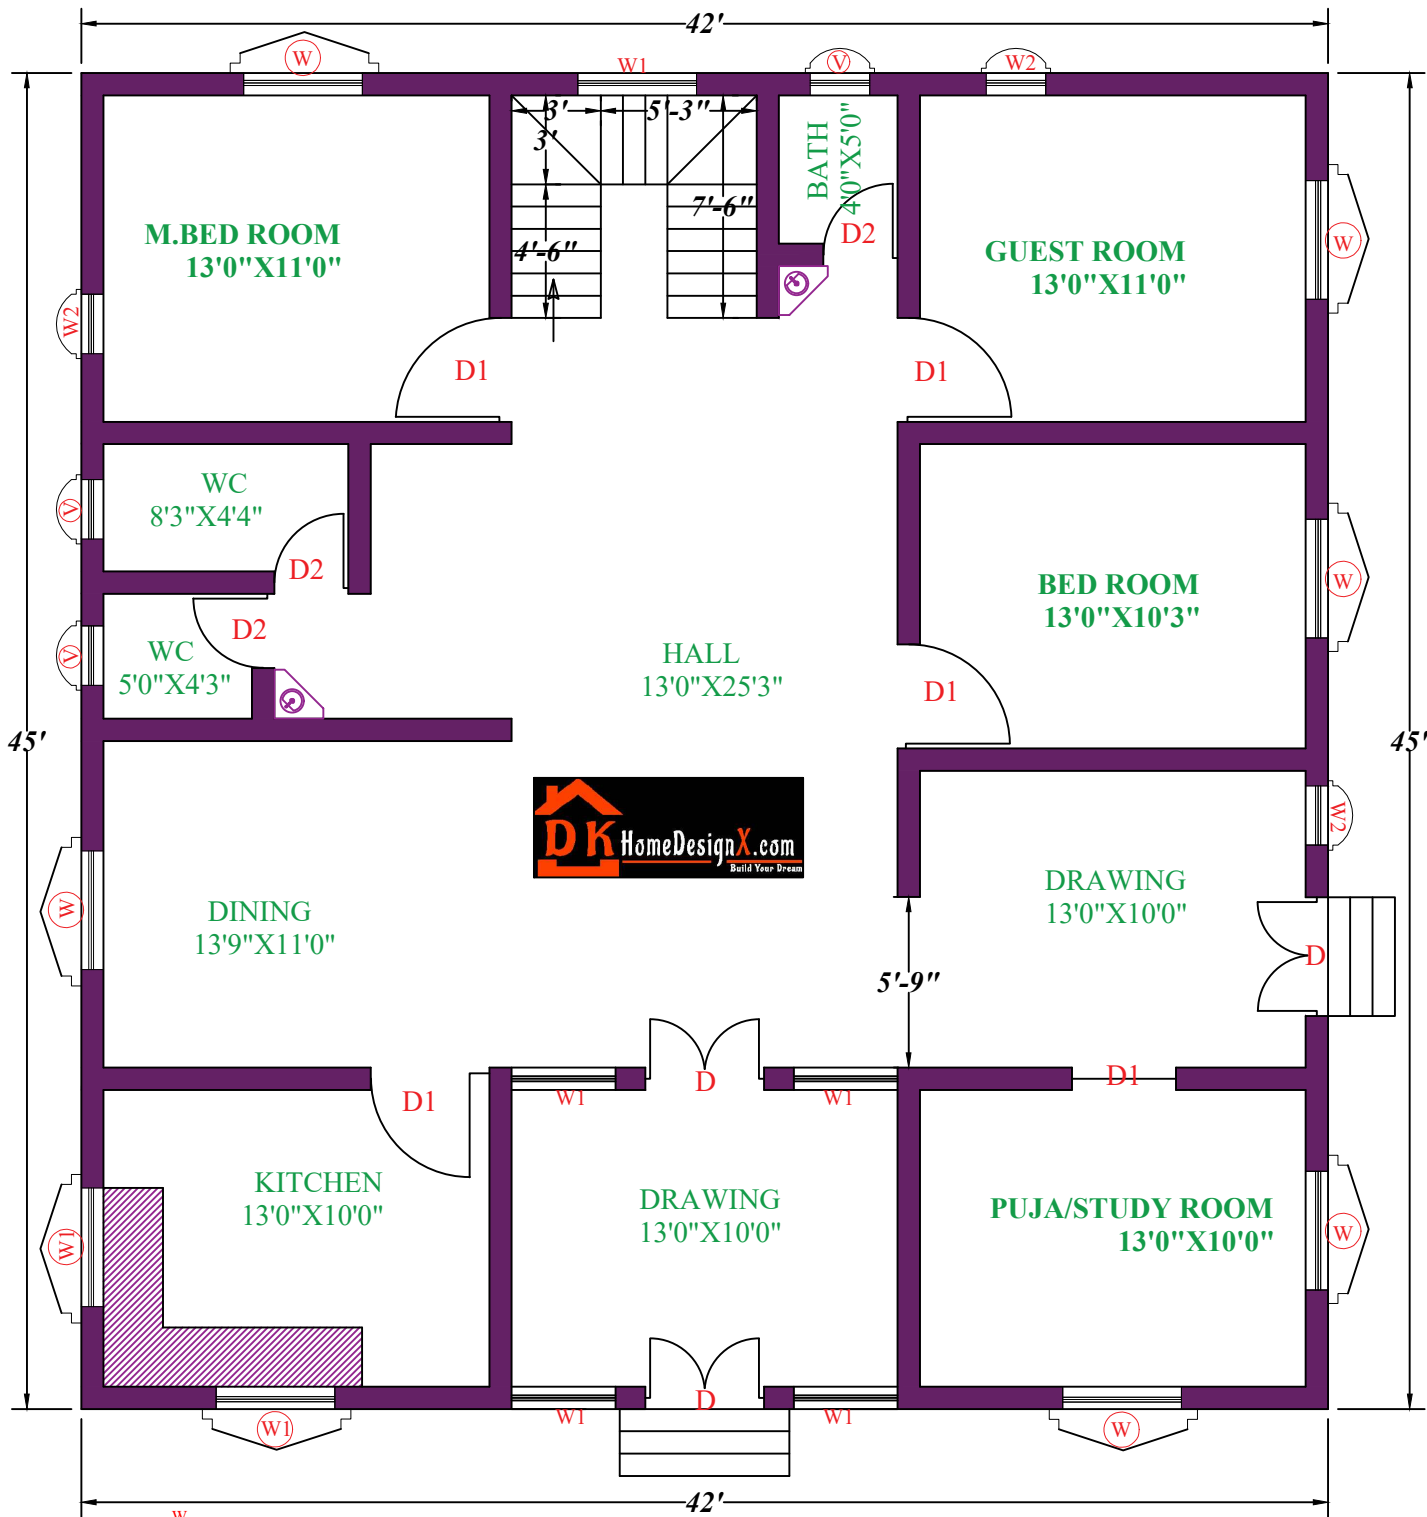 42'
W
W1
V
W2
3'
5'-3"
3'
BATH
4'0"X5'0"
7'-6"
M.BED ROOM
13'0"X11'0"
D2
GUEST ROOM
13'0"X11'0"
W
4'-6"
W2
D1
D1
WC
8'3"X4'4"
V
D2
BED ROOM
13'0"X10'3"
W
D2
WC
5'0"X4'3"
V
HALL
13'0"X25'3"
D1
45'
45'
W2
DK HomeDesignX.com
Build Your Dream
DRAWING
13'0"X10'0"
DINING
13'9"X11'0"
W
D
5'-9"
D
D1
W1
W1
D1
KITCHEN
13'0"X10'0"
DRAWING
13'0"X10'0"
PUJA/STUDY ROOM
13'0"X10'0"
W1
W
D
W1
W1
W1
W
42'
W